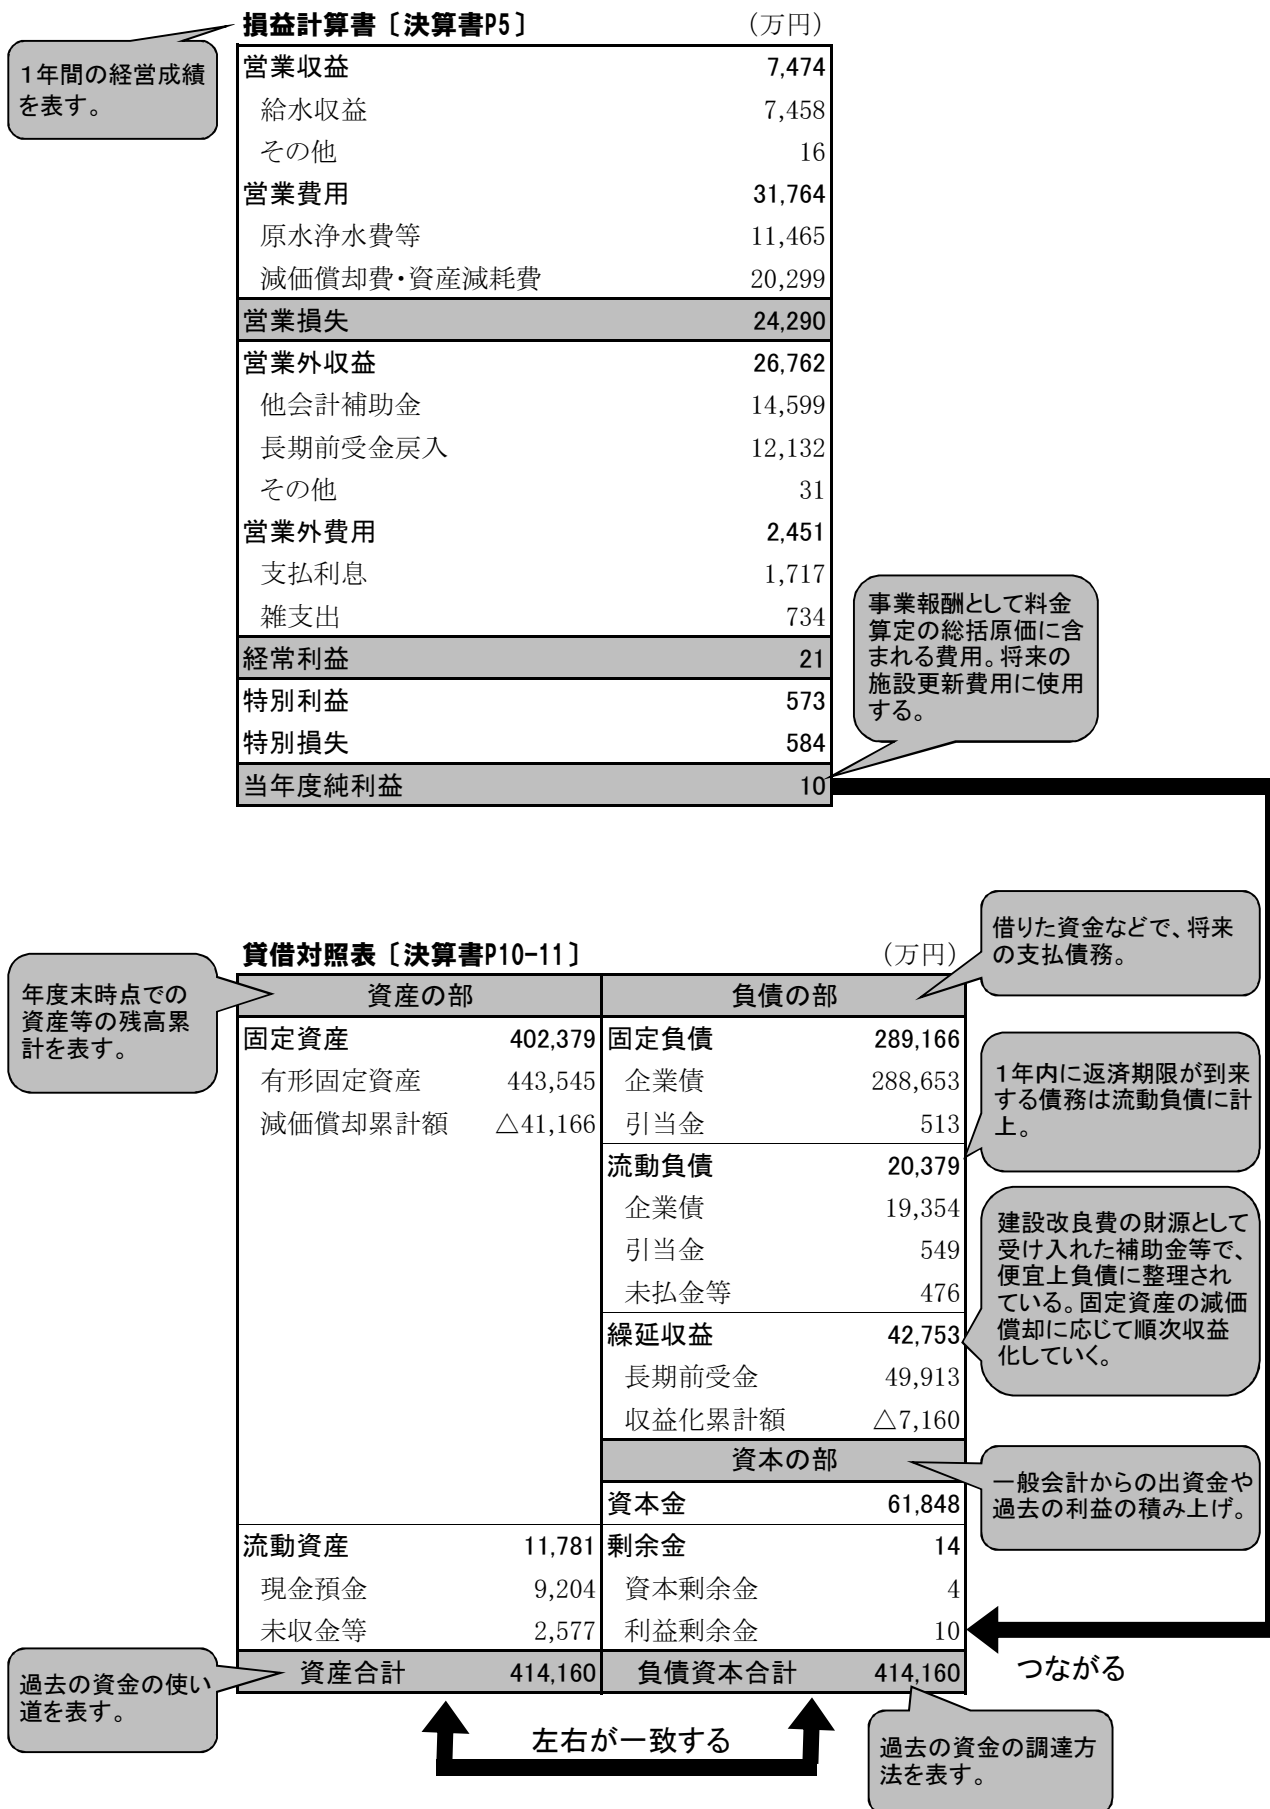 損益計算書〔決算書P5〕 （万円）
1年間の経営成績
を表す。
営業収益 7,474
給水収益 7,458
その他 16
営業費用 31,764
原水浄水費等 11,465
減価償却費・資産減耗費 20,299
営業損失 24,290
営業外収益 26,762
他会計補助金 14,599
長期前受金戻入 12,132
その他 31
営業外費用 2,451
支払利息 1,717
雑支出 734
経常利益 21
特別利益 573
特別損失 584
当年度純利益 10
事業報酬として料金
算定の総括原価に含
まれる費用。将来の
施設更新費用に使用
する。
貸借対照表〔決算書P10-11〕 （万円）
年度末時点での
資産等の残高累
計を表す。
借りた資金などで、将来
の支払債務。
資産の部 負債の部
固定資産 402,379 固定負債 289,166
有形固定資産 443,545 企業債 288,653
減価償却累計額 △41,166 引当金 513
流動負債 20,379
企業債 19,354
引当金 549
未払金等 476
繰延収益 42,753
長期前受金 49,913
収益化累計額 △7,160
資本の部
資本金 61,848
流動資産 11,781 剰余金 14
現金預金 9,204 資本剰余金 4
未収金等 2,577 利益剰余金 10
資産合計 414,160 負債資本合計 414,160
1年内に返済期限が到来
する債務は流動負債に計
上。
建設改良費の財源として
受け入れた補助金等で、
便宜上負債に整理され
ている。固定資産の減価
償却に応じて順次収益
化していく。
一般会計からの出資金や
過去の利益の積み上げ。
つながる
過去の資金の使い
道を表す。
左右が一致する
過去の資金の調達方
法を表す。